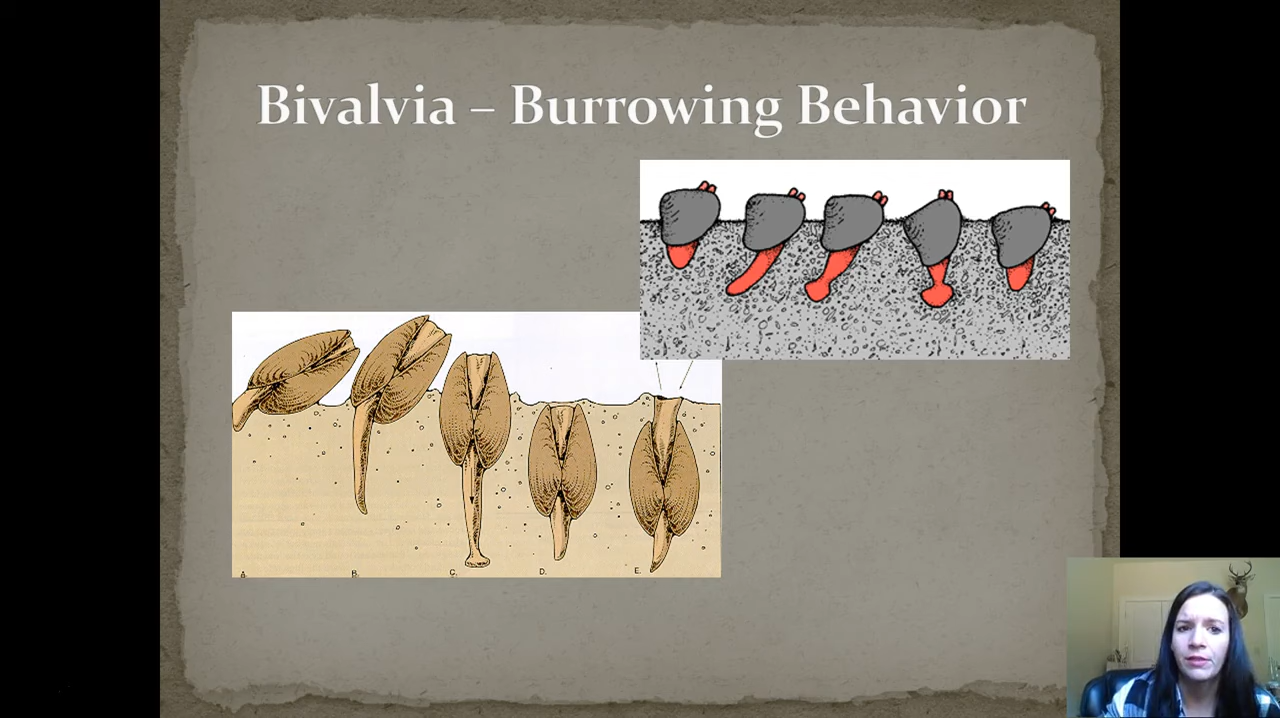 Bivalvia – Burrowing Behavior
A. B. C. D. E.